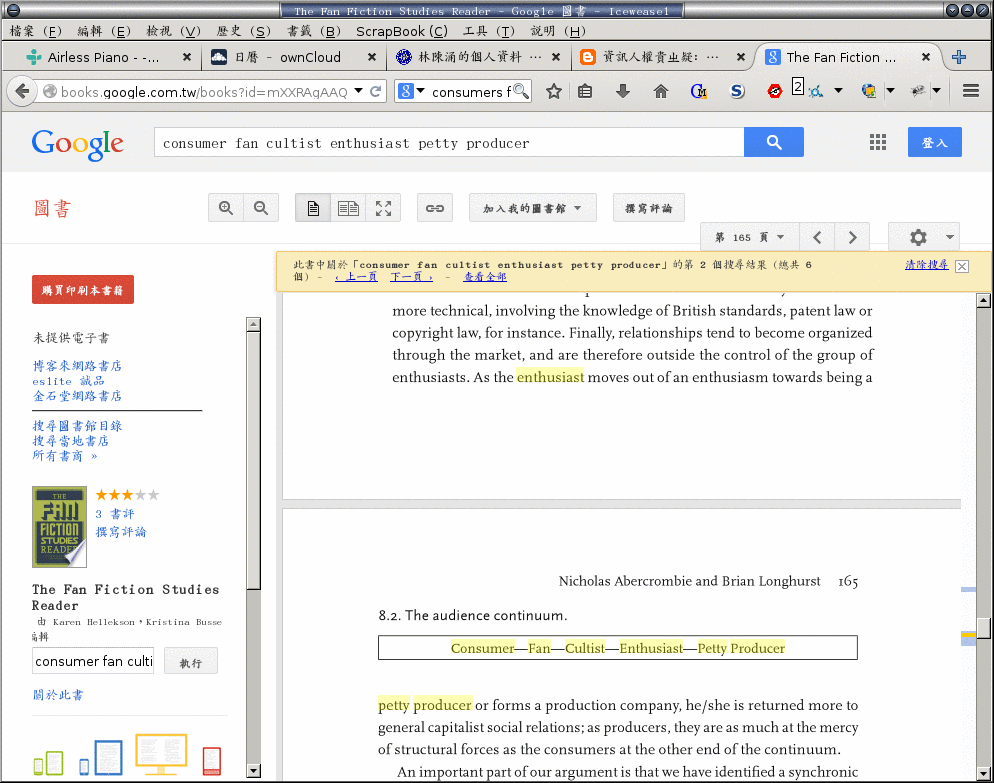 The Fan Fiction Studies Reader - Google 圖書 - Iceweasel
檔案 (F) 編輯 (E) 檢視 (V) 歷史 (S) 書籤 (B) ScrapBook (C) 工具 (T) 說明 (H)
Airless Piano - -... 日曆 - ownCloud 林陳涌的個人資料 ... 資訊人權貴ㄓ疑: ... The Fan Fiction ...
books.google.com.tw/books?id=mXXRAgAAQ consumers f 2
Google consumer fan cultist enthusiast petty producer 登入
圖書 加入我的圖書館 撰寫評論
第 165 頁
此書中關於「consumer fan cultist enthusiast petty producer」的第 2 個搜尋結果 (總共 6
個) - ‹ 上一頁 下一頁 › - 查看全部
清除搜尋
購買印刷本書籍
未提供電子書
博客來網路書店
eslite 誠品
金石堂網路書店
搜尋圖書館目錄
搜尋當地書店
所有書商 »
THE
Fan
FICTION
STUDIES
READER
3 書評
撰寫評論
The Fan Fiction Studies
Reader
由 Karen Hellekson，Kristina Busse
編輯
consumer fan culti 執行
關於此書
more technical, involving the knowledge of British standards, patent law or
copyright law, for instance. Finally, relationships tend to become organized
through the market, and are therefore outside the control of the group of
enthusiasts. As the enthusiast moves out of an enthusiasm towards being a
Nicholas Abercrombie and Brian Longhurst 165
8.2. The audience continuum.
Consumer—Fan—Cultist—Enthusiast—Petty Producer
petty producer or forms a production company, he/she is returned more to
general capitalist social relations; as producers, they are as much at the mercy
of structural forces as the consumers at the other end of the continuum.
An important part of our argument is that we have identified a synchronic